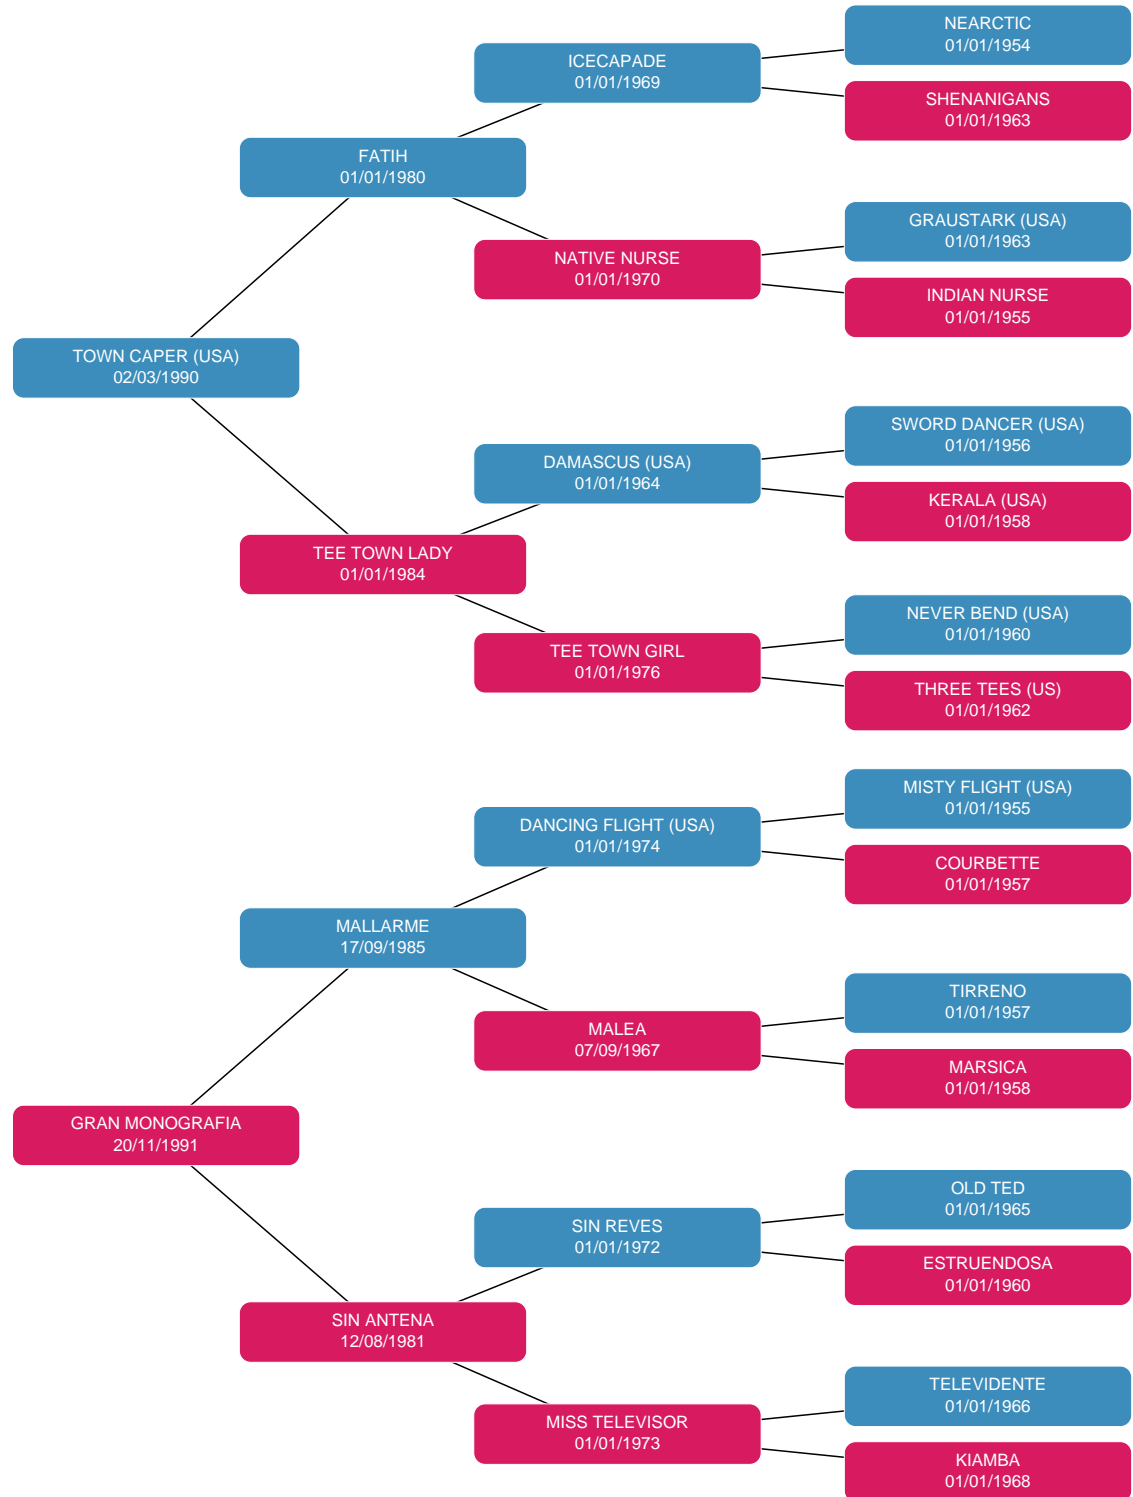 NEARCTIC
01/01/1954
ICECAPADE
01/01/1969
SHENANIGANS
01/01/1963
FATIH
01/01/1980
GRAUSTARK (USA)
01/01/1963
NATIVE NURSE
01/01/1970
INDIAN NURSE
01/01/1955
TOWN CAPER (USA)
02/03/1990
SWORD DANCER (USA)
01/01/1956
DAMASCUS (USA)
01/01/1964
KERALA (USA)
01/01/1958
TEE TOWN LADY
01/01/1984
NEVER BEND (USA)
01/01/1960
TEE TOWN GIRL
01/01/1976
THREE TEES (US)
01/01/1962
MISTY FLIGHT (USA)
01/01/1955
DANCING FLIGHT (USA)
01/01/1974
COURBETTE
01/01/1957
MALLARME
17/09/1985
TIRRENO
01/01/1957
MALEA
07/09/1967
MARSICA
01/01/1958
GRAN MONOGRAFIA
20/11/1991
OLD TED
01/01/1965
SIN REVES
01/01/1972
ESTRUENDOSA
01/01/1960
SIN ANTENA
12/08/1981
TELEVIDENTE
01/01/1966
MISS TELEVISOR
01/01/1973
KIAMBA
01/01/1968